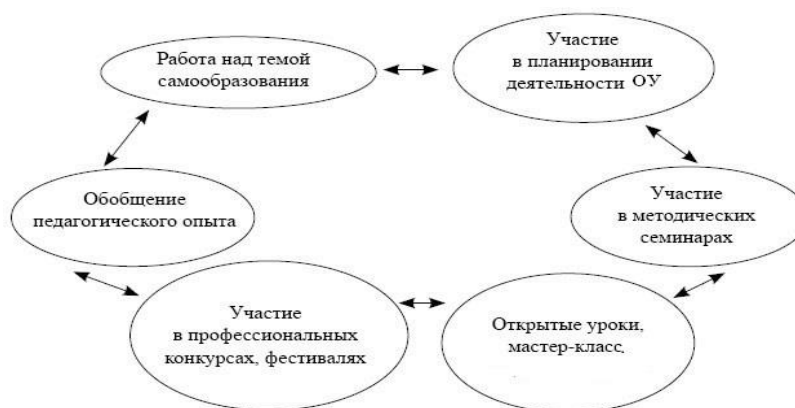 Работа над темой
самообразования
Участие
в планировании
деятельности ОУ
Обобщение
педагогического опыта
Участие
в методических
семинарах
Участие
в профессиональных
конкурсах, фестивалях
Открытые уроки,
мастер-класс.